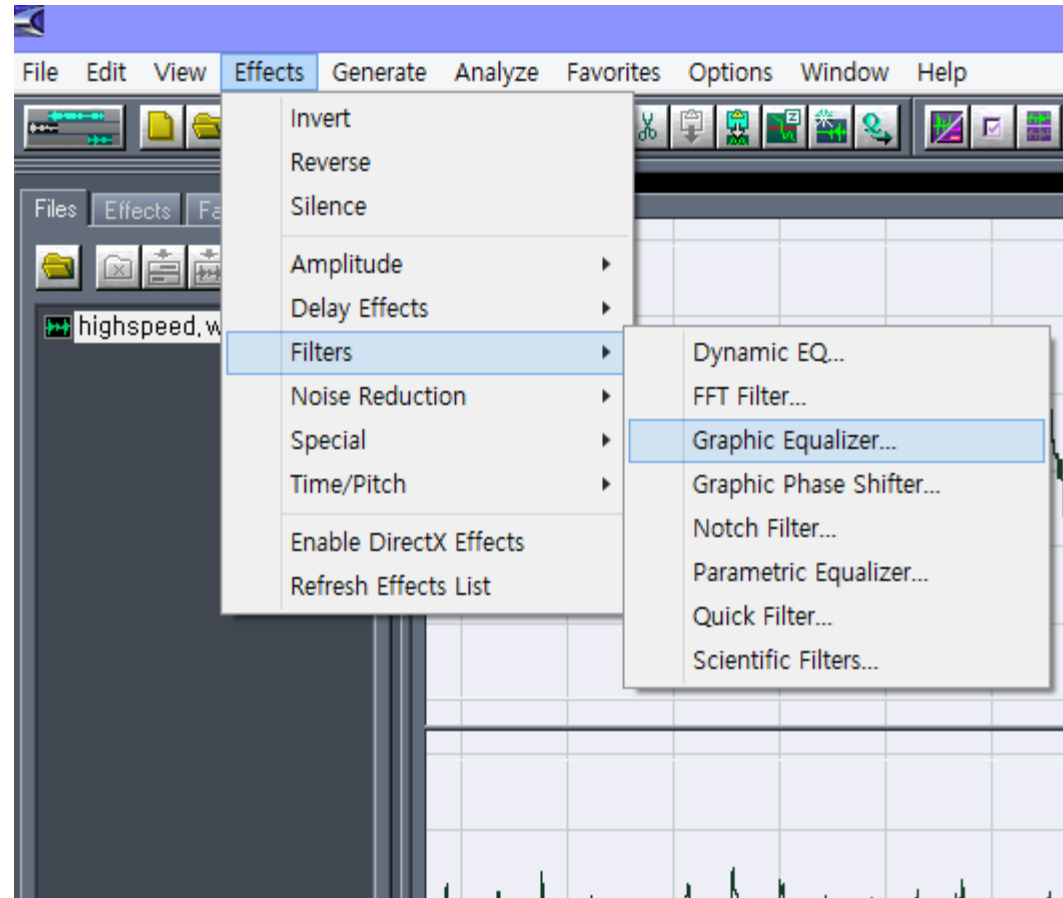 File Edit View Effects Generate Analyze Favorites Options Window Help
Invert
Reverse
Silence
Amplitude
Delay Effects
Filters
Noise Reduction
Special
Time/Pitch
Enable DirectX Effects
Refresh Effects List
Dynamic EQ...
FFT Filter...
Graphic Equalizer...
Graphic Phase Shifter...
Notch Filter...
Parametric Equalizer...
Quick Filter...
Scientific Filters...
Files Effects Fa
highspeed, w